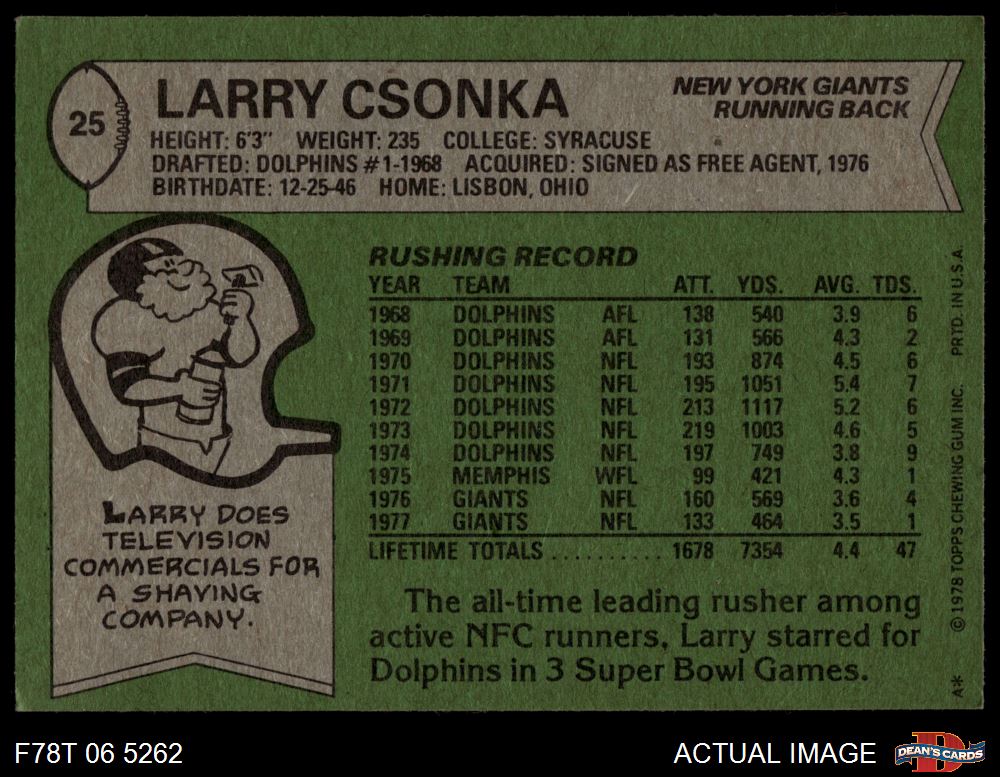 25
LARRY CSONKA
NEW YORK GIANTS
RUNNING BACK
HEIGHT: 6'3" WEIGHT: 235 COLLEGE: SYRACUSE
DRAFTED: DOLPHINS #1-1968 ACQUIRED: SIGNED AS FREE AGENT, 1976
BIRTHDATE: 12-25-46 HOME: LISBON, OHIO
RUSHING RECORD
YEAR TEAM ATT. YDS. AVG. TDS.
1968 DOLPHINS AFL 138 540 3.9 6
1969 DOLPHINS AFL 131 566 4.3 2
1970 DOLPHINS NFL 193 874 4.5 6
1971 DOLPHINS NFL 195 1051 5.4 7
1972 DOLPHINS NFL 213 1117 5.2 6
1973 DOLPHINS NFL 219 1003 4.6 5
1974 DOLPHINS NFL 197 749 3.8 9
1975 MEMPHIS WFL 99 421 4.3 1
1976 GIANTS NFL 160 569 3.6 4
1977 GIANTS NFL 133 464 3.5 1
LIFETIME TOTALS .......... 1678 7354 4.4 47
LARRY DOES
TELEVISION
COMMERCIALS FOR
A SHAVING
COMPANY.
The all-time leading rusher among
active NFC runners, Larry starred for
Dolphins in 3 Super Bowl Games.
A* © 1978 TOPPS CHEWING GUM INC. PRTD. IN U.S.A.
F78T 06 5262
ACTUAL IMAGE
D
DEAN'S CARDS